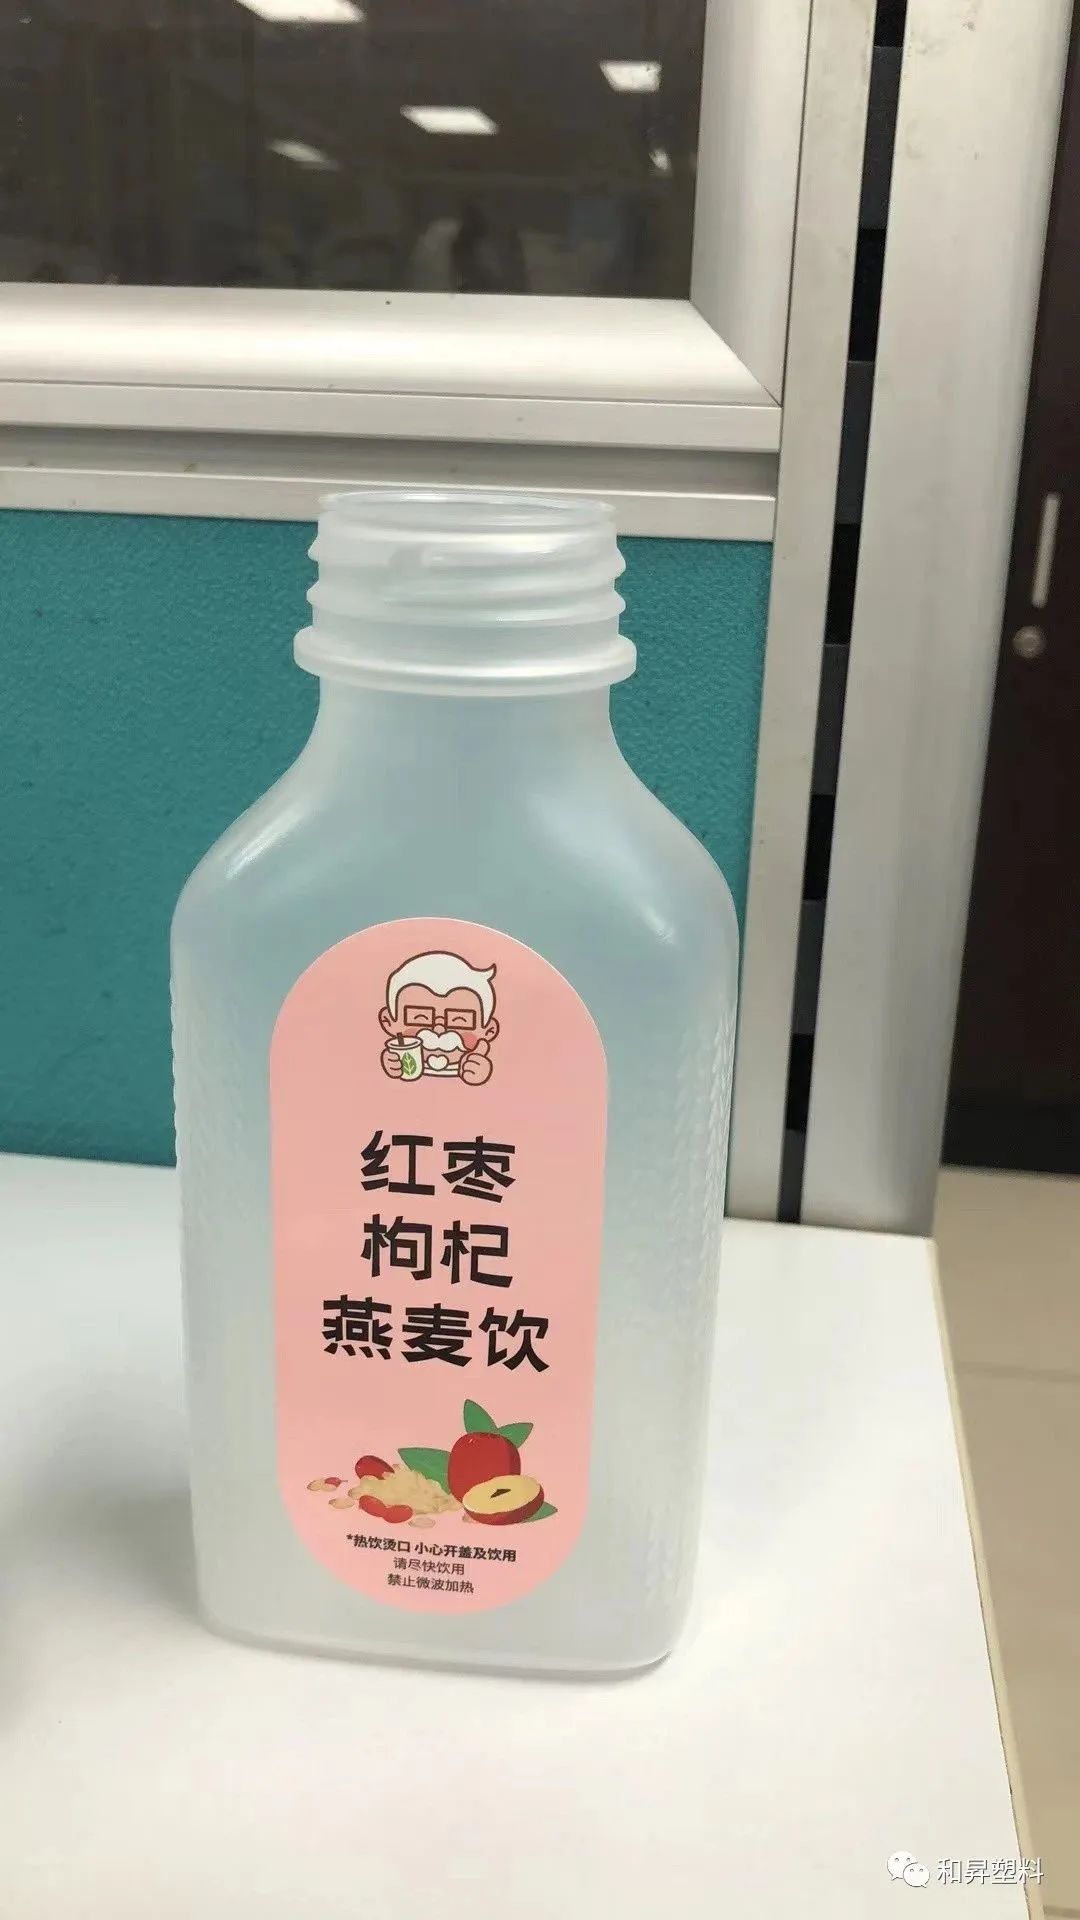 红枣
枸杞
燕麦饮
*热饮烫口 小心开盖及饮用
请尽快饮用
禁止微波加热
和昇塑料